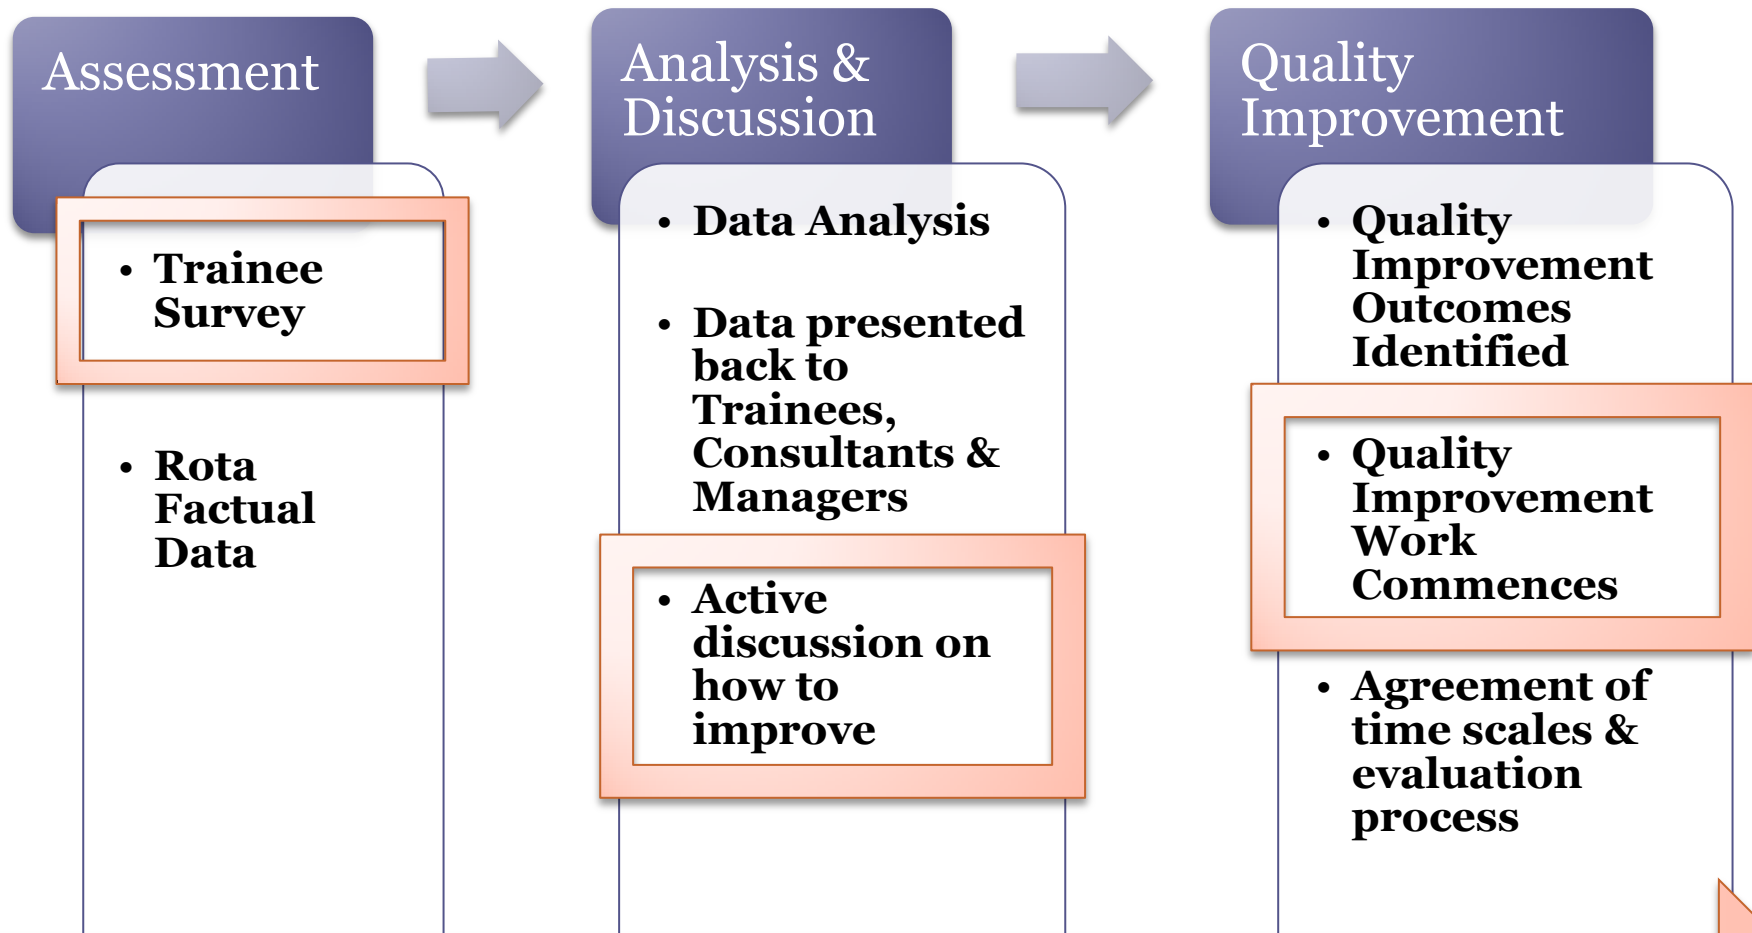 Assessment
• Trainee
Survey
• Rota
Factual
Data
Analysis &
Discussion
• Data Analysis
• Data presented
back to
Trainees,
Consultants &
Managers
• Active
discussion on
how to
improve
Quality
Improvement
• Quality
Improvement
Outcomes
Identified
• Quality
Improvement
Work
Commences
• Agreement of
time scales &
evaluation
process